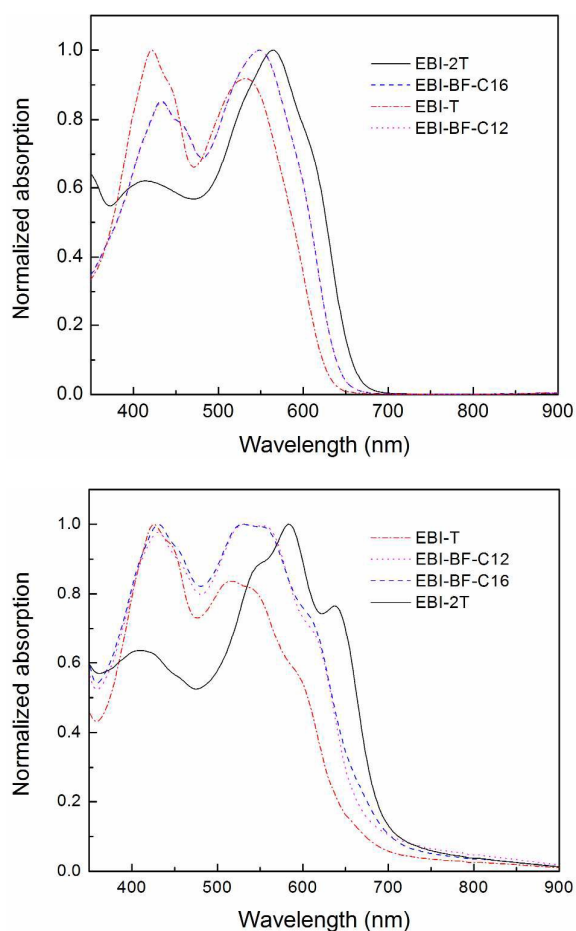 1.0
0.8
0.6
0.4
0.2
0.0
Normalized absorption
EBI-2T
EBI-BF-C16
EBI-T
EBI-BF-C12
400 500 600 700 800 900
Wavelength (nm)
1.0
0.8
0.6
0.4
0.2
0.0
Normalized absorption
EBI-T
EBI-BF-C12
EBI-BF-C16
EBI-2T
400 500 600 700 800 900
Wavelength (nm)